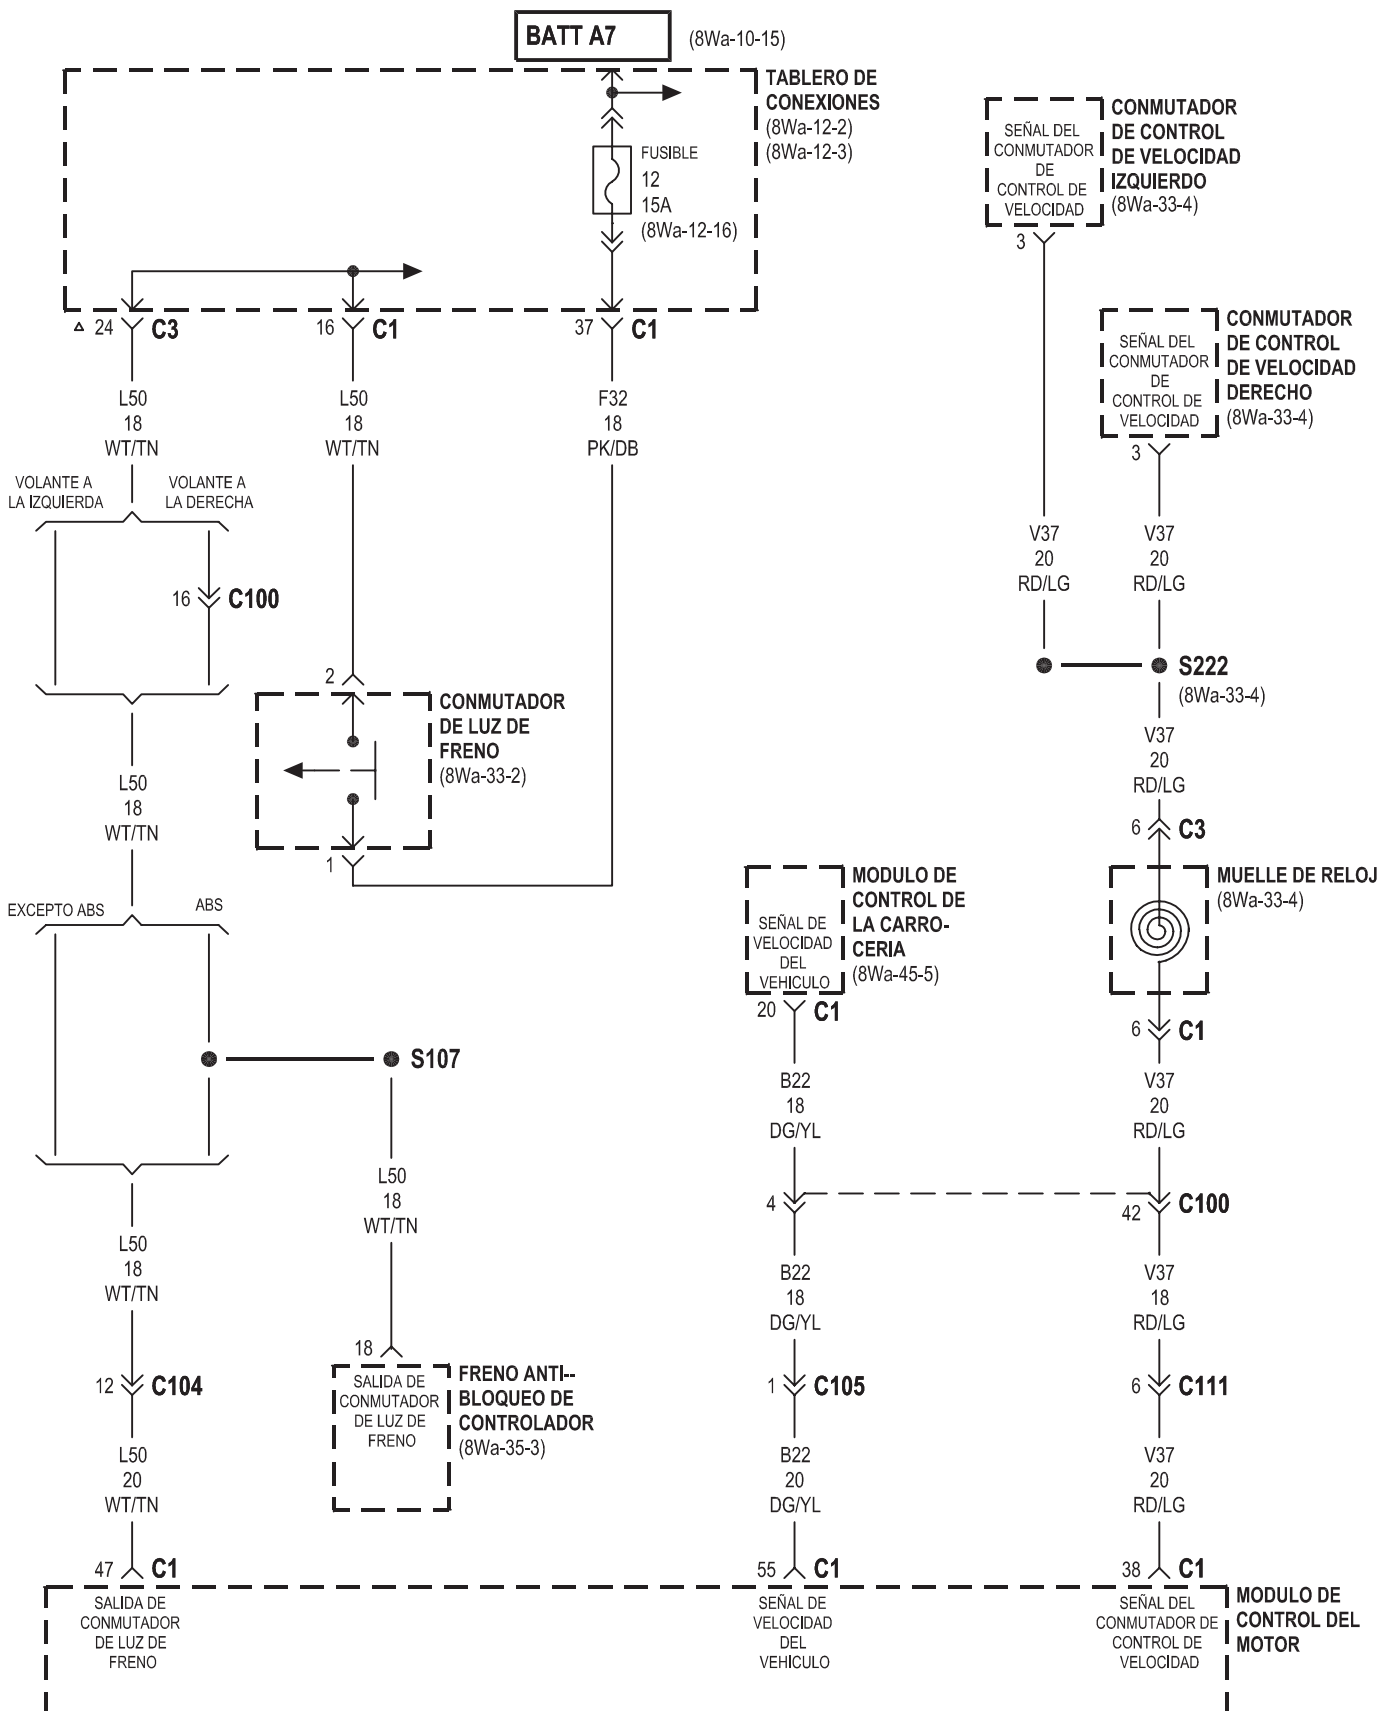 BATT A7
(8Wa-10-15)
TABLERO DE
CONEXIONES
(8Wa-12-2)
(8Wa-12-3)
FUSIBLE
12
15A
(8Wa-12-16)
24 C3
16 C1
37 C1
L50
18
WT/TN
L50
18
WT/TN
F32
18
PK/DB
VOLANTE A
LA IZQUIERDA
VOLANTE A
LA DERECHA
16 C100
2
CONMUTADOR
DE LUZ DE
FRENO
(8Wa-33-2)
1
L50
18
WT/TN
EXCEPTO ABS
ABS
S107
L50
18
WT/TN
L50
18
WT/TN
18
SALIDA DE
CONMUTADOR
DE LUZ DE
FRENO
FRENO ANTI--
BLOQUEO DE
CONTROLADOR
(8Wa-35-3)
12 C104
L50
20
WT/TN
47 C1
SALIDA DE
CONMUTADOR
DE LUZ DE
FRENO
SEÑAL DEL
CONMUTADOR
DE
CONTROL DE
VELOCIDAD
CONMUTADOR
DE CONTROL
DE VELOCIDAD
IZQUIERDO
(8Wa-33-4)
3
SEÑAL DEL
CONMUTADOR
DE
CONTROL DE
VELOCIDAD
CONMUTADOR
DE CONTROL
DE VELOCIDAD
DERECHO
(8Wa-33-4)
3
V37
20
RD/LG
V37
20
RD/LG
S222
(8Wa-33-4)
V37
20
RD/LG
6 C3
MUELLE DE RELOJ
(8Wa-33-4)
6 C1
V37
20
RD/LG
SEÑAL DE
VELOCIDAD
DEL
VEHICULO
MODULO DE
CONTROL DE
LA CARRO-
CERIA
(8Wa-45-5)
20 C1
B22
18
DG/YL
4
42 C100
B22
18
DG/YL
V37
18
RD/LG
1 C105
6 C111
B22
20
DG/YL
V37
20
RD/LG
55 C1
38 C1
SEÑAL DE
VELOCIDAD
DEL
VEHICULO
SEÑAL DEL
CONMUTADOR DE
CONTROL DE
VELOCIDAD
MODULO DE
CONTROL DEL
MOTOR